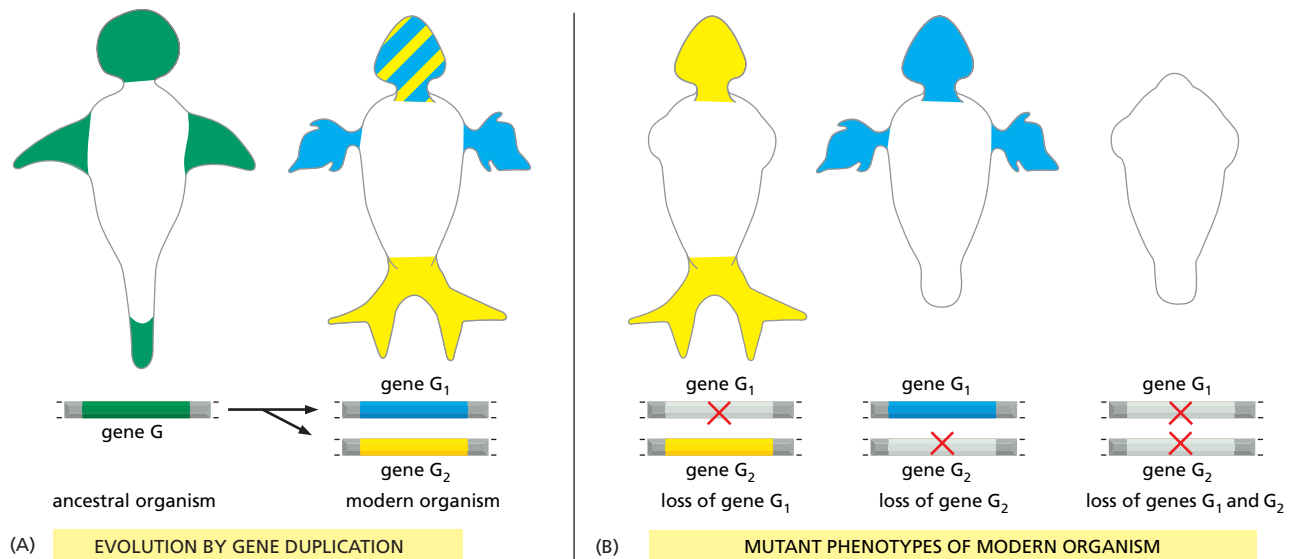 gene G
gene G1
gene G2
ancestral organism
modern organism
(A) EVOLUTION BY GENE DUPLICATION
gene G1
gene G1
gene G1
gene G2
gene G2
gene G2
loss of gene G1
loss of gene G2
loss of genes G1 and G2
(B) MUTANT PHENOTYPES OF MODERN ORGANISM